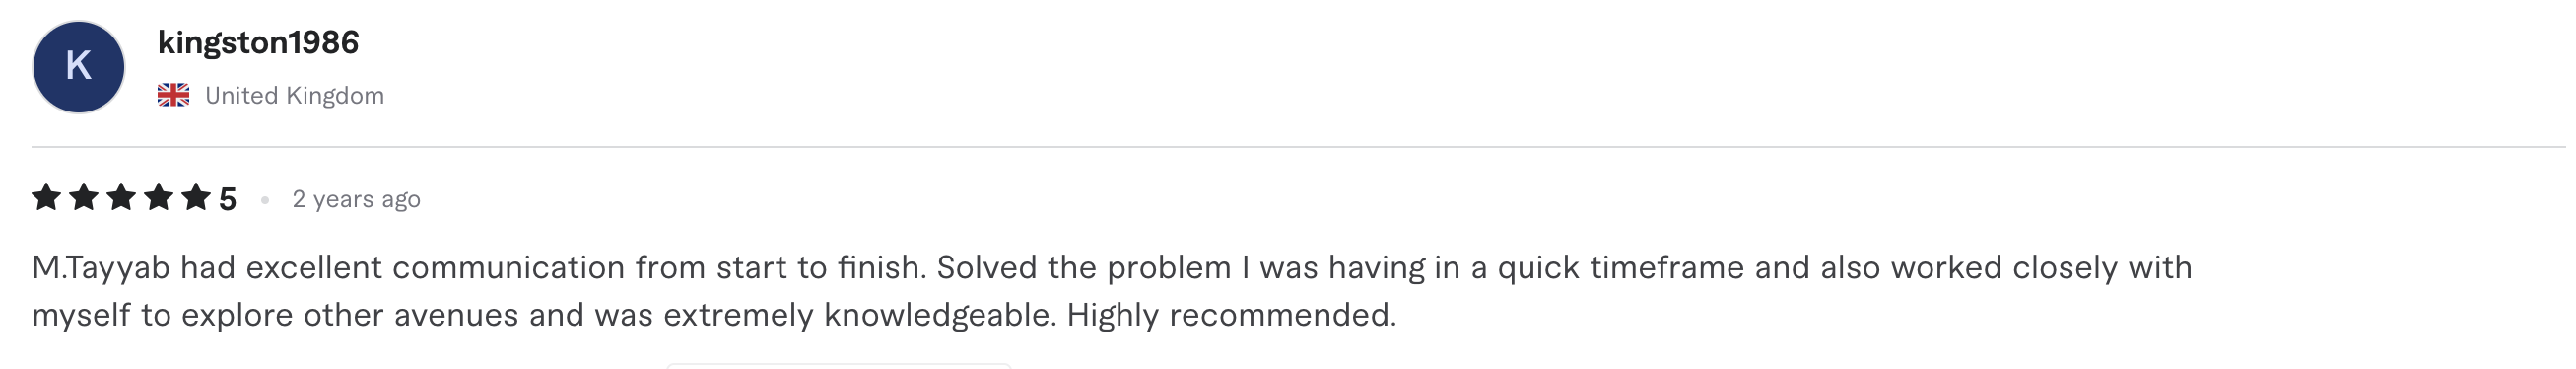 K
kingston1986
United Kingdom
5 • 2 years ago
M.Tayyab had excellent communication from start to finish. Solved the problem I was having in a quick timeframe and also worked closely with
myself to explore other avenues and was extremely knowledgeable. Highly recommended.